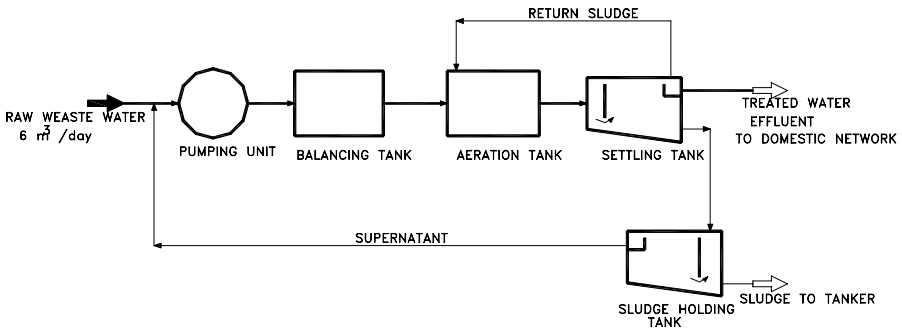 RETURN SLUDGE
RAW WEASTE WATER
6 m³ /day
PUMPING UNIT
BALANCING TANK
AERATION TANK
SETTLING TANK
TREATED WATER
EFFLUENT
TO DOMESTIC NETWORK
SUPERNATANT
SLUDGE HOLDING
TANK
SLUDGE TO TANKER